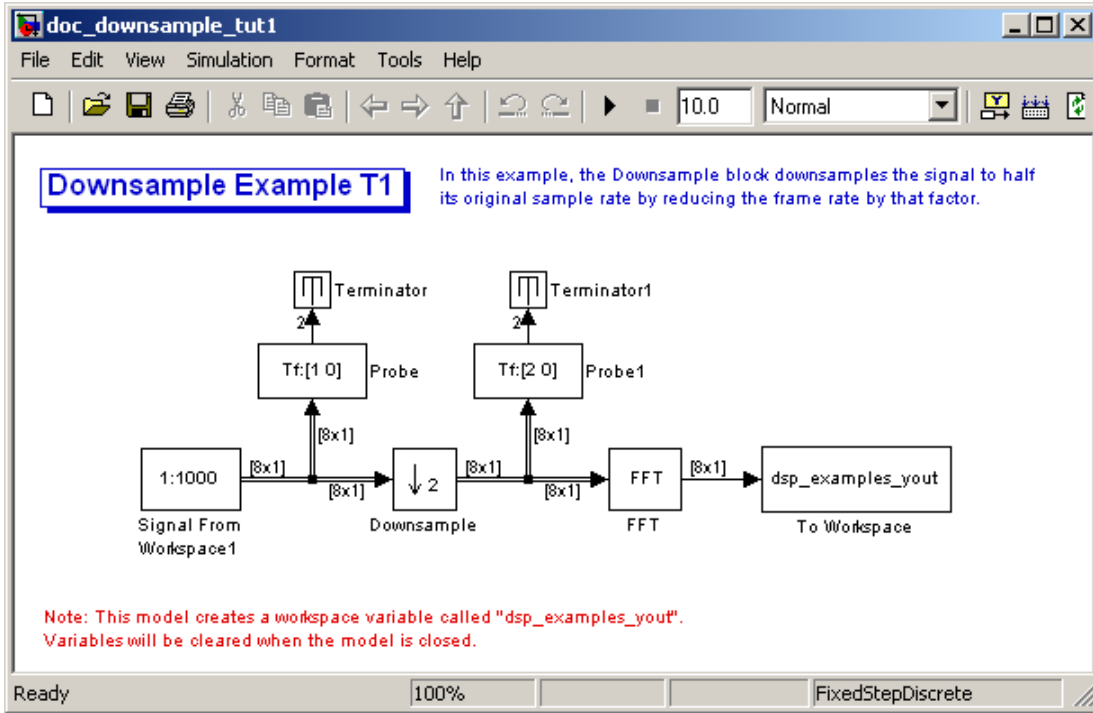 doc_downsample_tut1
File Edit View Simulation Format Tools Help
10.0 Normal
Downsample Example T1
In this example, the Downsample block downsamples the signal to half
its original sample rate by reducing the frame rate by that factor.
Terminator
Terminator1
2
2
Tf:[1 0]
Probe
Tf:[2 0]
Probe1
[8x1]
[8x1]
1:1000
[8x1]
[8x1]
2
[8x1]
[8x1]
FFT
[8x1]
dsp_examples_yout
Signal From
Workspace1
Downsample
FFT
To Workspace
Note: This model creates a workspace variable called "dsp_examples_yout".
Variables will be cleared when the model is closed.
Ready
100%
FixedStepDiscrete